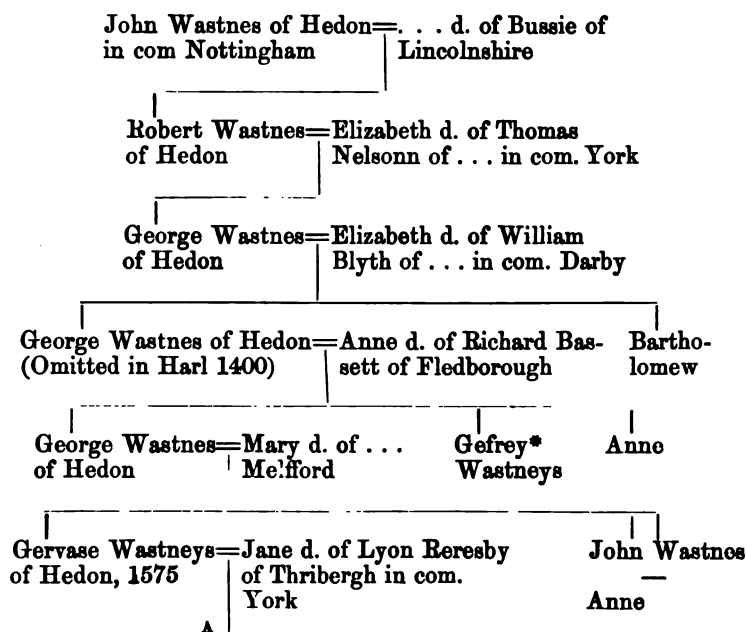 John Wastnes of Hedon=. . . d. of Bussie of
in com Nottingham Lincolnshire
Robert Wastnes=Elizabeth d. of Thomas
of Hedon Nelsonn of . . . in com. York
George Wastnes=Elizabeth d. of William
of Hedon Blyth of . . . in com. Darby
George Wastnes of Hedon=Anne d. of Richard Bas- Bartho-
(Omitted in Harl 1400) sett of Fledborough lomew
George Wastnes=Mary d. of . . . Gefrey* Anne
of Hedon Melfford Wastneys
Gervase Wastneys=Jane d. of Lyon Reresby John Wastnes
of Hedon, 1575 of Thribergh in com. —
York Anne
A